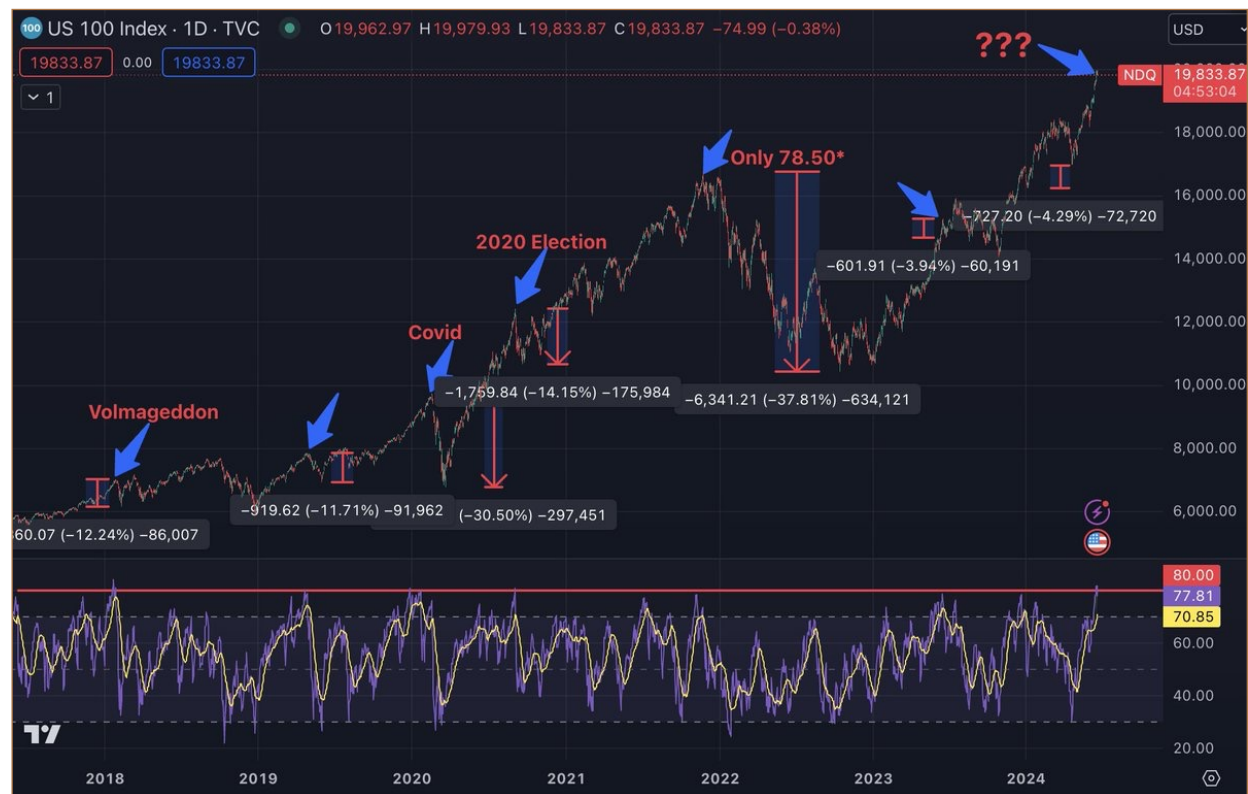 100 US 100 Index · 1D · TVC O19,962.97 H19,979.93 L19,833.87 C19,833.87 −74.99 (−0.38%)
USD
19833.87 0.00 19833.87
1
???
NDQ 19,833.87
04:53:04
18,000.00
Only 78.50*
16,000.00
−727.20 (−4.29%) −72,720
2020 Election
14,000.00
−601.91 (−3.94%) −60,191
12,000.00
Covid
10,000.00
−1,759.84 (−14.15%) −175,984
−6,341.21 (−37.81%) −634,121
Volmageddon
8,000.00
−919.62 (−11.71%) −91,962
(−30.50%) −297,451
6,000.00
60.07 (−12.24%) −86,007
80.00
77.81
70.85
60.00
40.00
20.00
2018 2019 2020 2021 2022 2023 2024